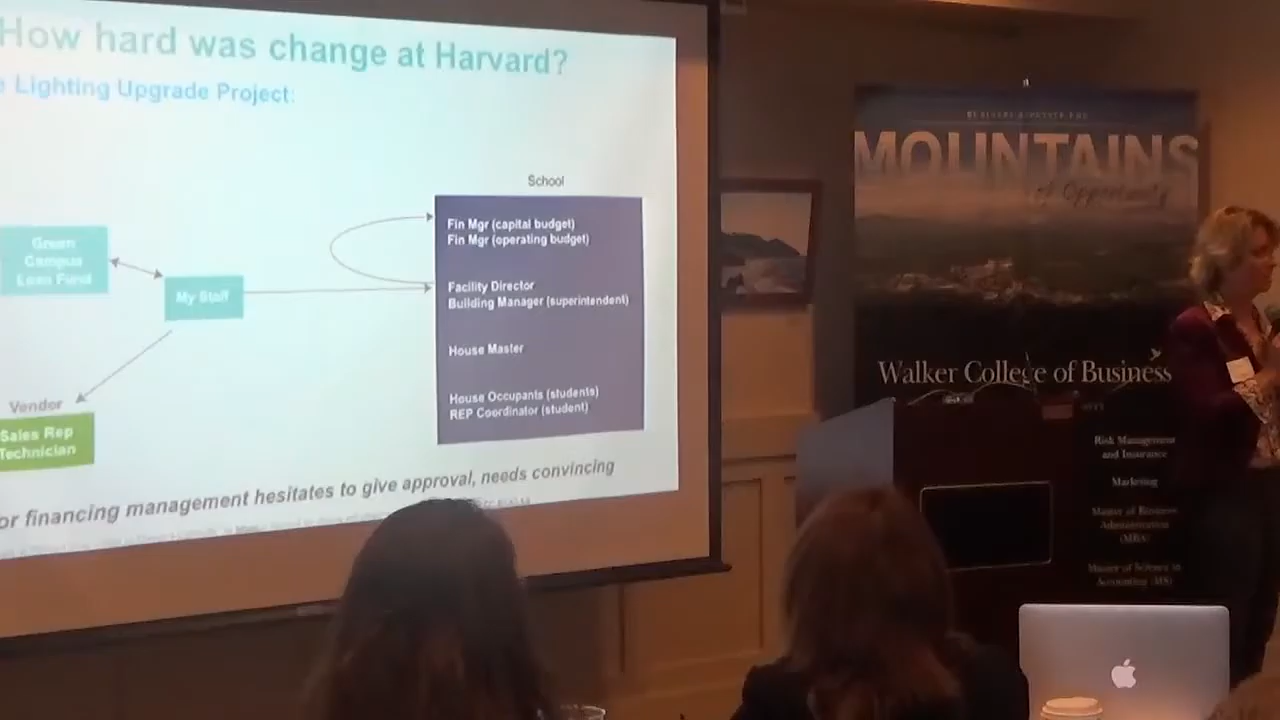 How hard was change at Harvard?
e Lighting Upgrade Project:
School
Fin Mgr (capital budget)
Fin Mgr (operating budget)
Green
Campus
Loan Fund
My Staff
Facility Director
Building Manager (superintendent)
House Master
House Occupants (students)
REP Coordinator (student)
Vendor
Sales Rep
Technician
or financing management hesitates to give approval, needs convincing
MOUNTAINS
of Opportunity
Walker College of Business
Risk Management
and Insurance
Marketing
Master of Business
Administration
(MBA)
Master of Science in
Accounting (MS)